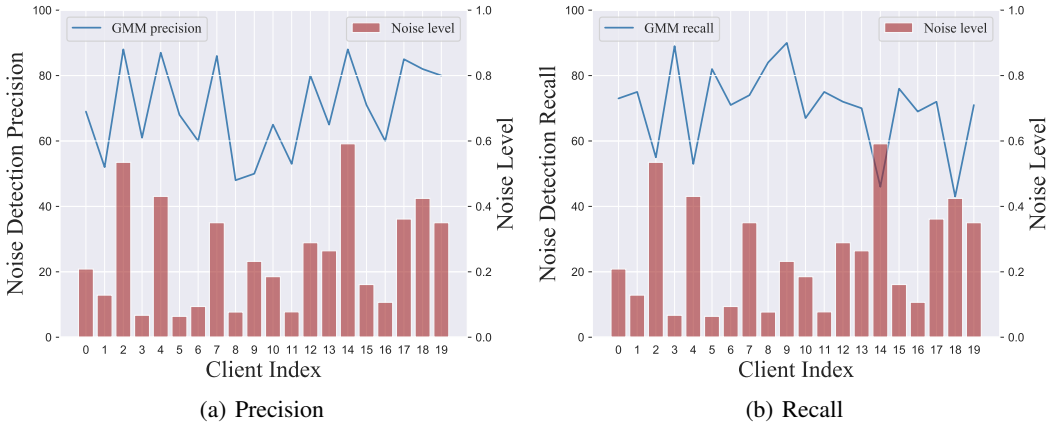 100
80
60
40
20
0
Noise Detection Precision
GMM precision
Noise level
1.0
0.8
0.6
0.4
0.2
0.0
Noise Level
0 1 2 3 4 5 6 7 8 9 10 11 12 13 14 15 16 17 18 19
Client Index
(a) Precision
100
80
60
40
20
0
Noise Detection Recall
GMM recall
Noise level
1.0
0.8
0.6
0.4
0.2
0.0
Noise Level
0 1 2 3 4 5 6 7 8 9 10 11 12 13 14 15 16 17 18 19
Client Index
(b) Recall